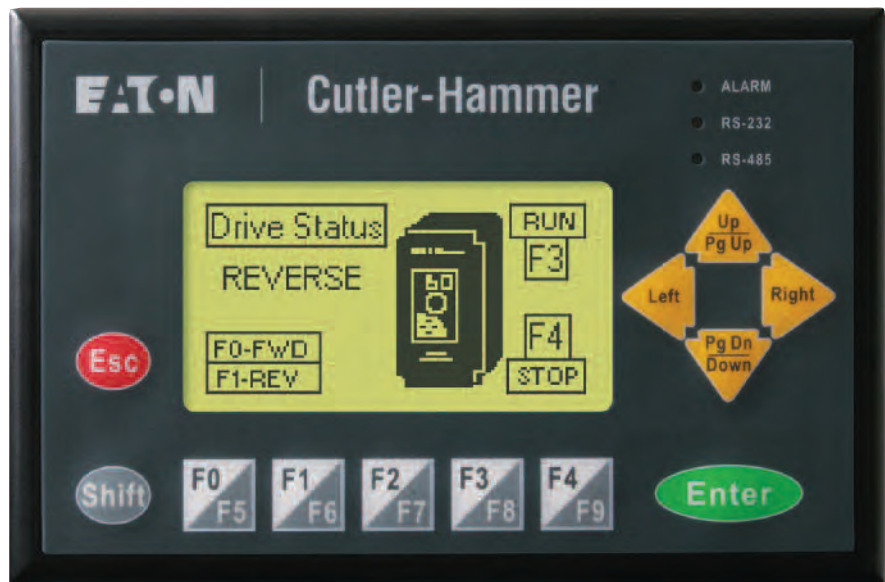 EATON
Cutler-Hammer
ALARM
RS-232
RS-485
Drive Status
REVERSE
F0-FWD
F1-REV
60
RUN
F3
F4
STOP
Up
Pg Up
Left
Right
Pg Dn
Down
Esc
Shift
F0
F5
F1
F6
F2
F7
F3
F8
F4
F9
Enter